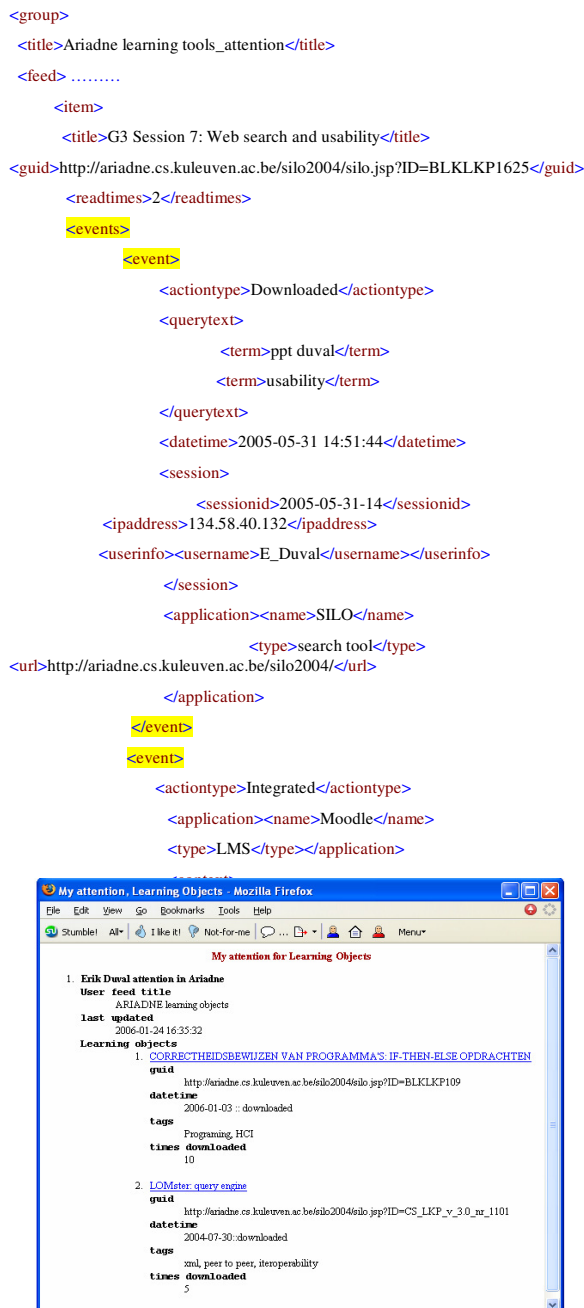 <group>
<title>Ariadne learning tools_attention</title>
<feed> ………
<item>
<title>G3 Session 7: Web search and usability</title>
<guid>http://ariadne.cs.kuleuven.ac.be/silo2004/silo.jsp?ID=BLKLKP1625</guid>
<readtimes>2</readtimes>
<events>
<event>
<actiontype>Downloaded</actiontype>
<querytext>
<term>ppt duval</term>
<term>usability</term>
</querytext>
<datetime>2005-05-31 14:51:44</datetime>
<session>
<sessionid>2005-05-31-14</sessionid>
<ipaddress>134.58.40.132</ipaddress>
<userinfo><username>E_Duval</username></userinfo>
</session>
<application><name>SILO</name>
<type>search tool</type>
<url>http://ariadne.cs.kuleuven.ac.be/silo2004/</url>
</application>
</event>
<event>
<actiontype>Integrated</actiontype>
<application><name>Moodle</name>
<type>LMS</type></application>
My attention, Learning Objects - Mozilla Firefox
File Edit View Go Bookmarks Tools Help
Stumble! All I like it! Not-for-me ... Menu
My attention for Learning Objects
1. Erik Duval attention in Ariadne
User feed title
ARIADNE learning objects
last updated
2006-01-24 16:35:32
Learning objects
1. CORRECTHEIDSBEWIJZEN VAN PROGRAMMA'S: IF-THEN-ELSE OPDRACHTEN
guid
http://ariadne.cs.kuleuven.ac.be/silo2004/silo.jsp?ID=BLKLKP109
datetime
2006-01-03 :: downloaded
tags
Programing, HCI
times downloaded
10
2. LOMster: query engine
guid
http://ariadne.cs.kuleuven.ac.be/silo2004/silo.jsp?ID=CS_LKP_v_3.0_nr_1101
datetime
2004-07-30::downloaded
tags
xml, peer to peer, iteroperability
times downloaded
5